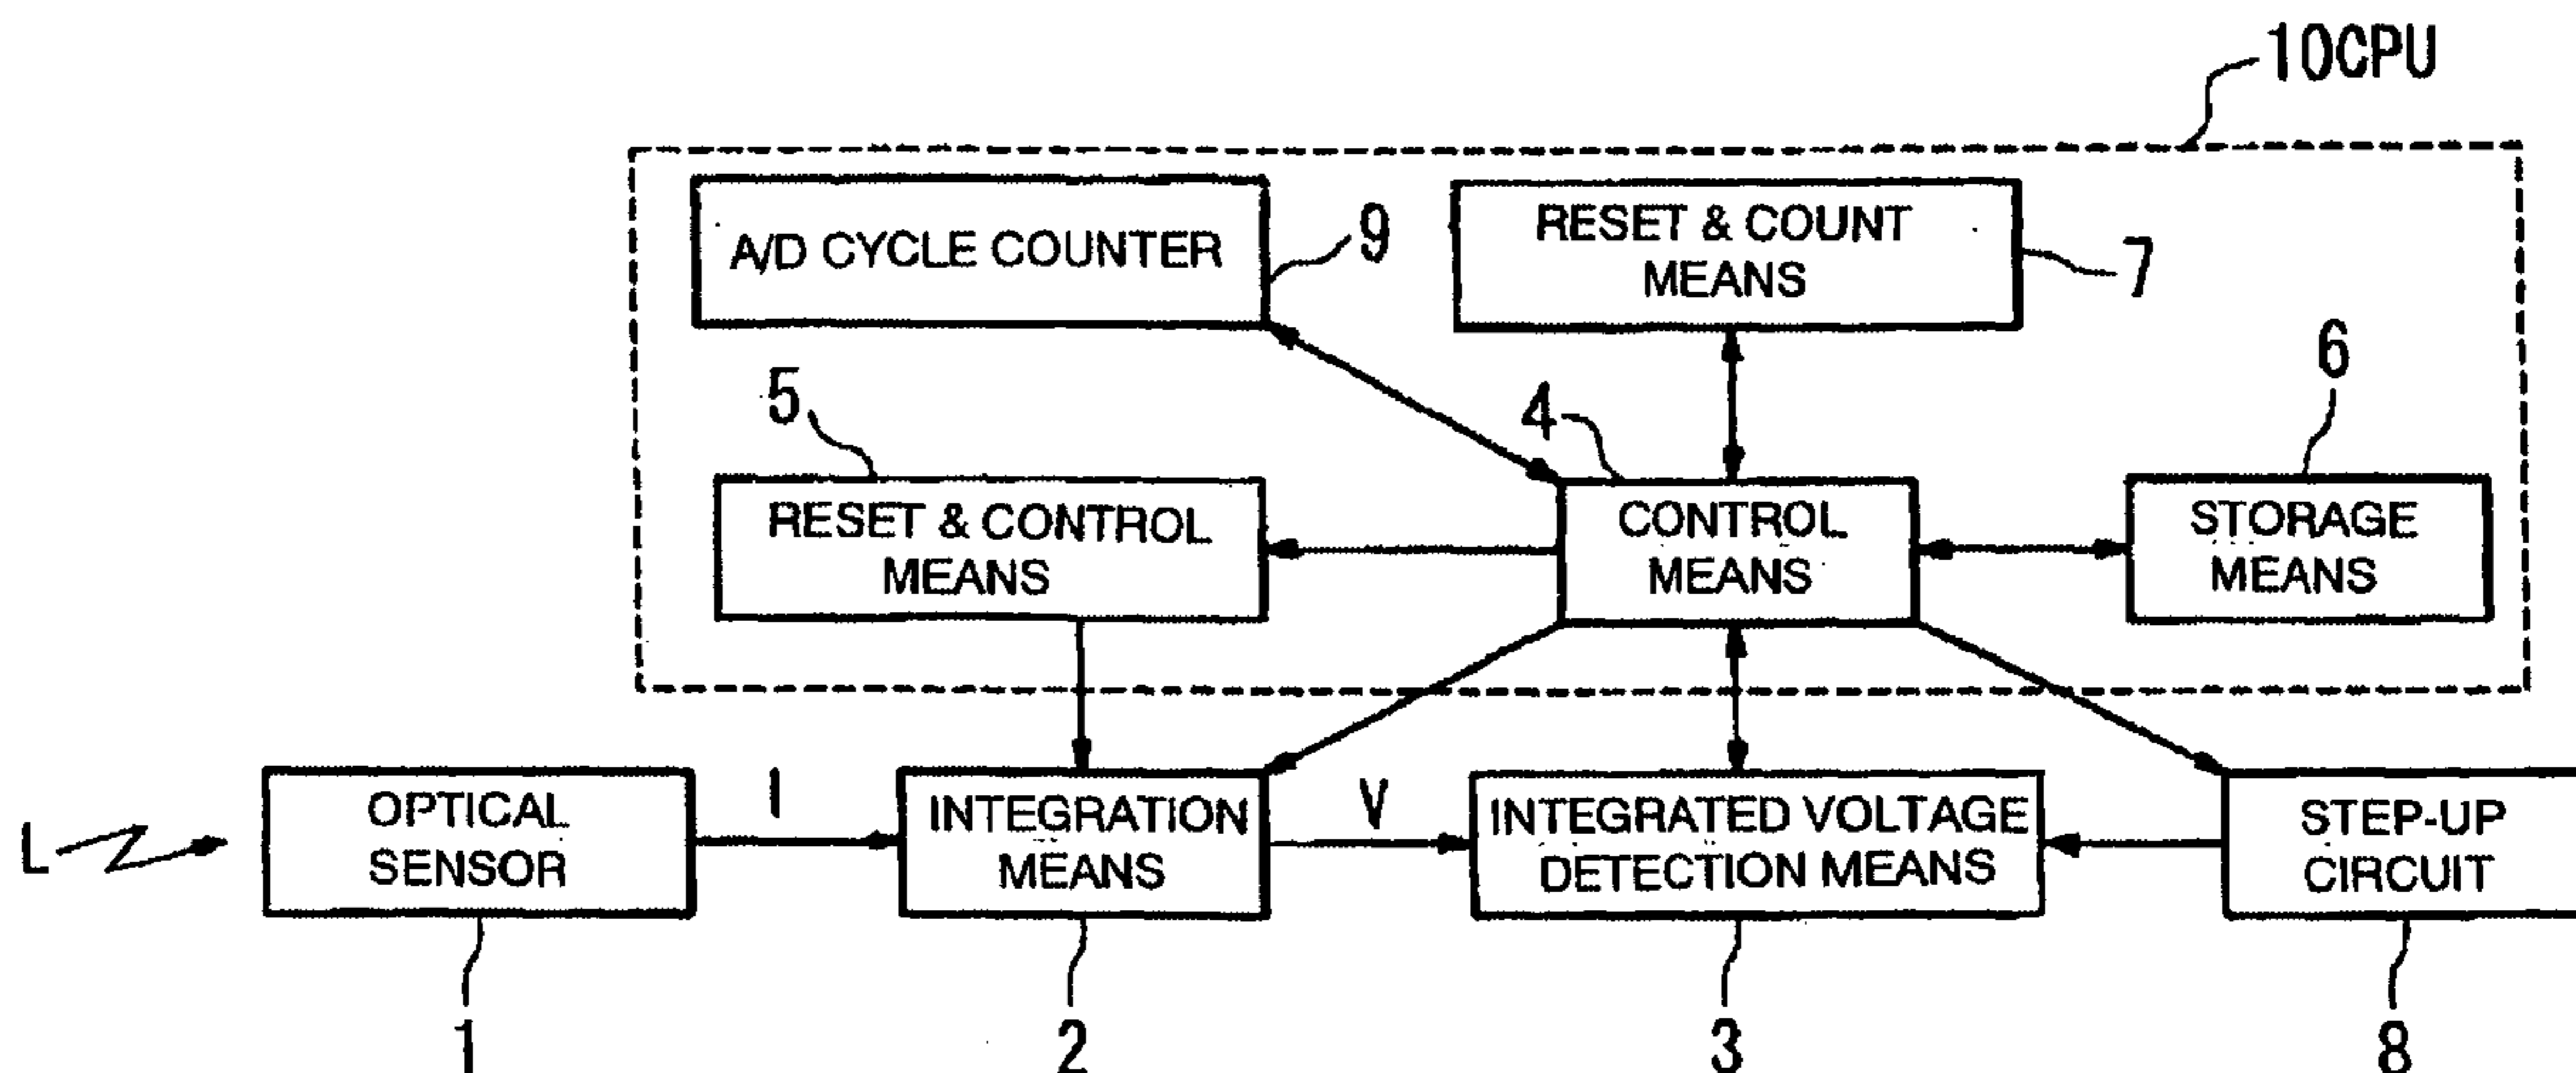 10CPU
A/D CYCLE COUNTER
9
RESET & COUNT
MEANS
7
5
4
6
RESET & CONTROL
MEANS
CONTROL
MEANS
STORAGE
MEANS
L
OPTICAL
SENSOR
I
INTEGRATION
MEANS
V
INTEGRATED VOLTAGE
DETECTION MEANS
STEP-UP
CIRCUIT
1
2
3
8